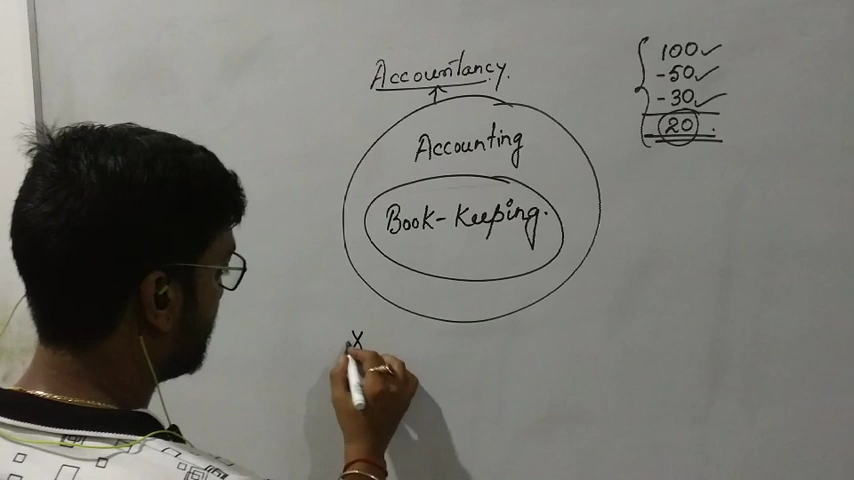 Accountancy.
Accounting
Book-Keeping.
100✓
-50✓
-30✓
20.
X